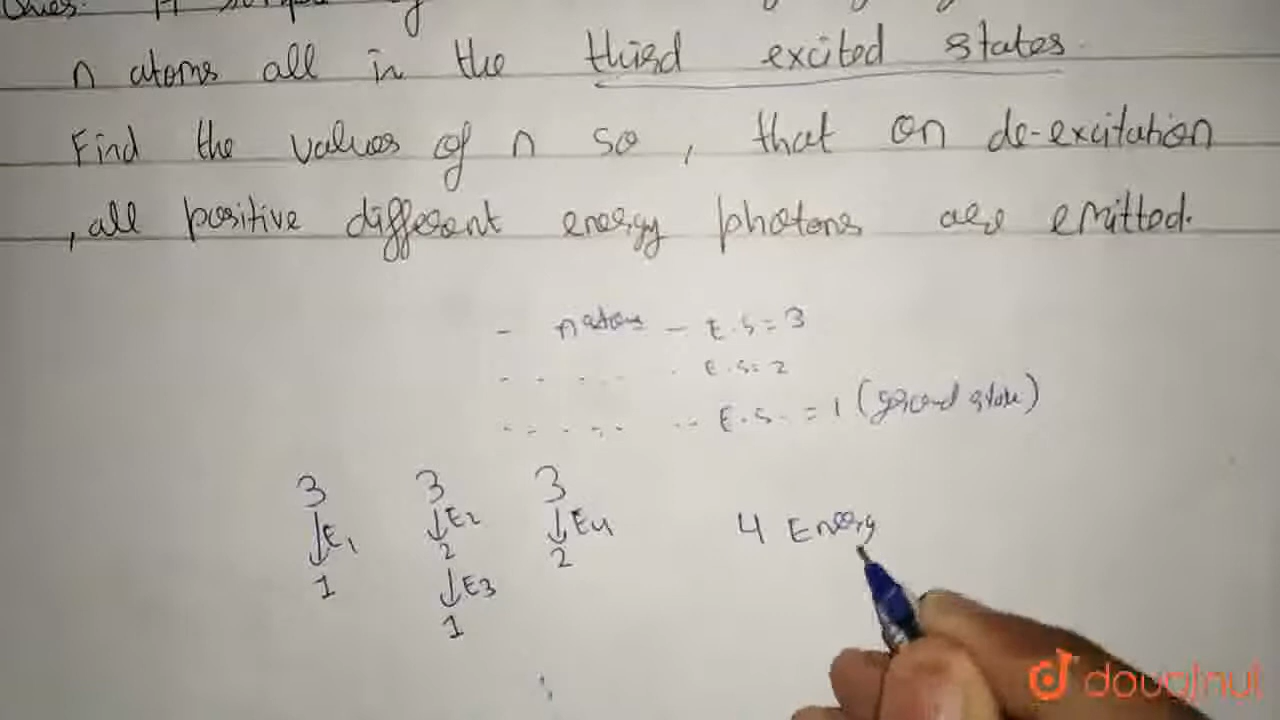 Ques. A
n atoms all in the third excited states.
Find the values of n so, that on de-excitation
, all positive different energy photons are emitted.
- n atoms - E.S = 3
E.S = 2
E.S. = 1 (ground state)
3 3 3
↓E1 ↓E2 ↓E4 4 Energy
1 2 2
↓E3
1
doubtnut